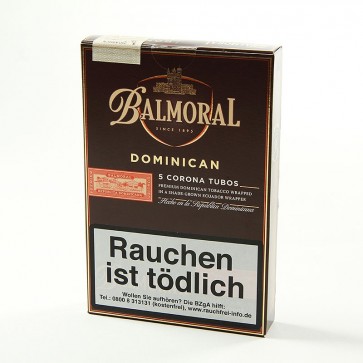 BALMORAL
SINCE 1895
DOMINICAN
5 CORONA TUBOS
PREMIUM DOMINICAN TOBACCO WRAPPED
IN A SHADE-GROWN ECUADOR WRAPPER
Hecho en la República Dominicana
BALMORAL
Rauchen
ist tödlich
Wollen Sie aufhören? Die BZgA hilft:
Tel.: 0800 8 313131 (kostenfrei), www.rauchfrei-info.de